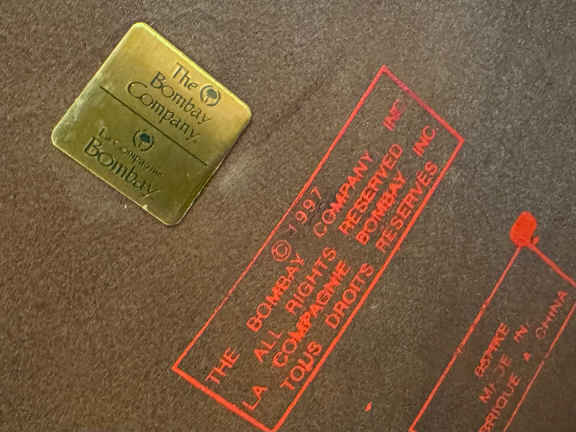 The
Bombay
Company.
La Compagnie
Bombay
© 1997
THE BOMBAY COMPANY INC.
ALL RIGHTS RESERVED
LA COMPAGNIE BOMBAY INC.
TOUS DROITS RESERVÉS
MADE IN
CHINA